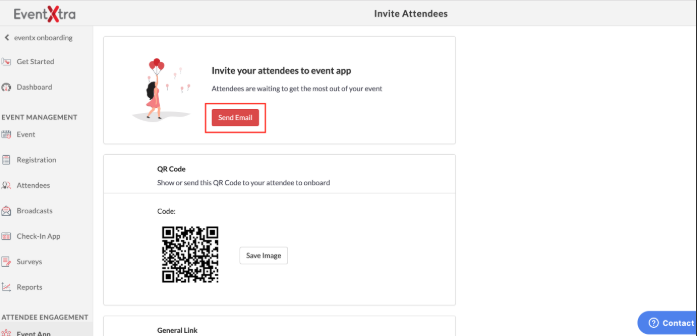 EventXtra
Invite Attendees
eventx onboarding
Get Started
Dashboard
EVENT MANAGEMENT
Event
Registration
Attendees
Broadcasts
Check-In App
Surveys
Reports
ATTENDEE ENGAGEMENT
Event App
Invite your attendees to event app
Attendees are waiting to get the most out of your event
Send Email
QR Code
Show or send this QR Code to your attendee to onboard
Code:
Save Image
General Link
Contact